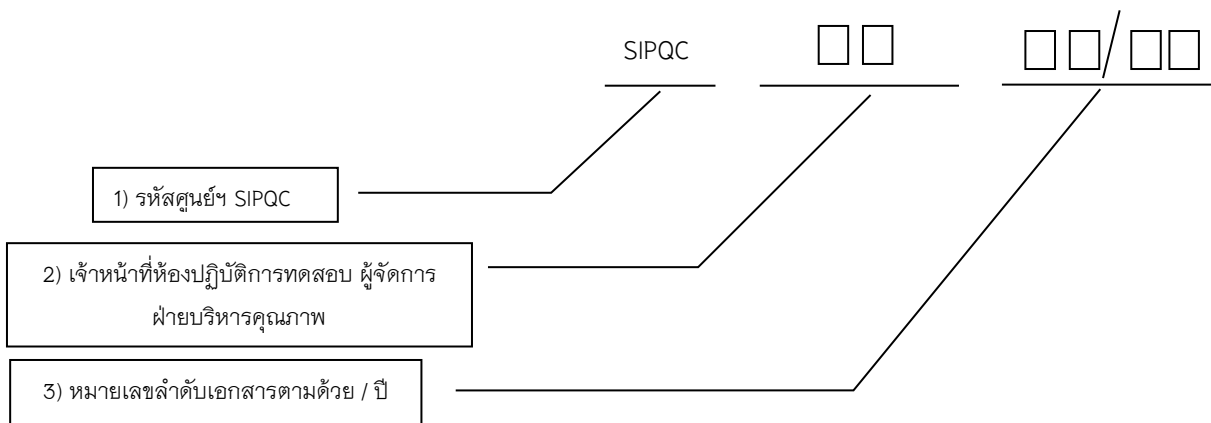 SIPQC □ □ □ □ / □ □
1) รหัสศูนย์ฯ SIPQC
2) เจ้าหน้าที่ห้องปฏิบัติการทดสอบ ผู้จัดการ
ฝ่ายบริหารคุณภาพ
3) หมายเลขลำดับเอกสารตามด้วย / ปี